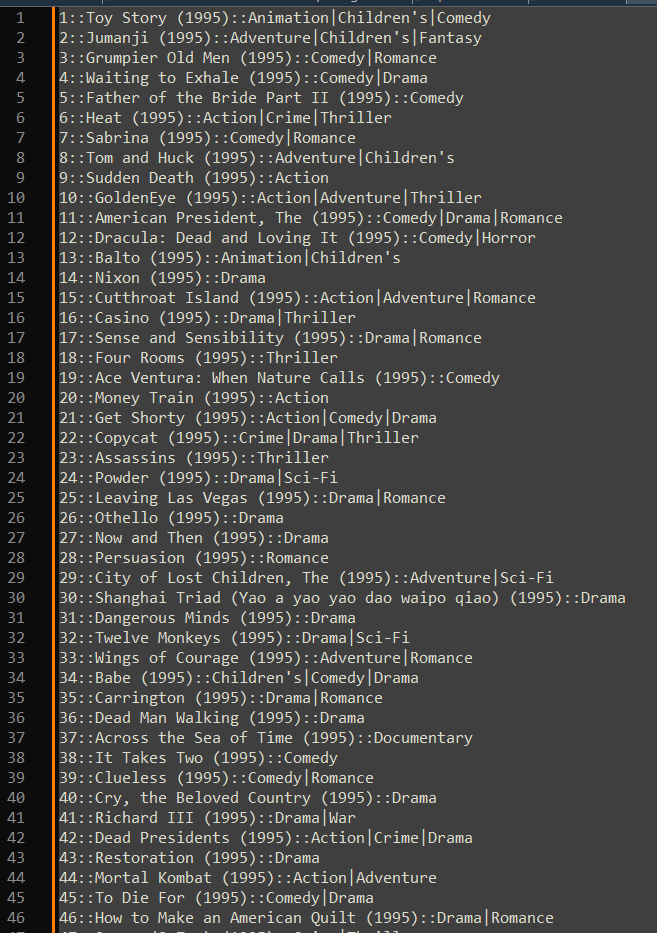 1 1::Toy Story (1995)::Animation|Children's|Comedy
2 2::Jumanji (1995)::Adventure|Children's|Fantasy
3 3::Grumpier Old Men (1995)::Comedy|Romance
4 4::Waiting to Exhale (1995)::Comedy|Drama
5 5::Father of the Bride Part II (1995)::Comedy
6 6::Heat (1995)::Action|Crime|Thriller
7 7::Sabrina (1995)::Comedy|Romance
8 8::Tom and Huck (1995)::Adventure|Children's
9 9::Sudden Death (1995)::Action
10 10::GoldenEye (1995)::Action|Adventure|Thriller
11 11::American President, The (1995)::Comedy|Drama|Romance
12 12::Dracula: Dead and Loving It (1995)::Comedy|Horror
13 13::Balto (1995)::Animation|Children's
14 14::Nixon (1995)::Drama
15 15::Cutthroat Island (1995)::Action|Adventure|Romance
16 16::Casino (1995)::Drama|Thriller
17 17::Sense and Sensibility (1995)::Drama|Romance
18 18::Four Rooms (1995)::Thriller
19 19::Ace Ventura: When Nature Calls (1995)::Comedy
20 20::Money Train (1995)::Action
21 21::Get Shorty (1995)::Action|Comedy|Drama
22 22::Copycat (1995)::Crime|Drama|Thriller
23 23::Assassins (1995)::Thriller
24 24::Powder (1995)::Drama|Sci-Fi
25 25::Leaving Las Vegas (1995)::Drama|Romance
26 26::Othello (1995)::Drama
27 27::Now and Then (1995)::Drama
28 28::Persuasion (1995)::Romance
29 29::City of Lost Children, The (1995)::Adventure|Sci-Fi
30 30::Shanghai Triad (Yao a yao yao dao waipo qiao) (1995)::Drama
31 31::Dangerous Minds (1995)::Drama
32 32::Twelve Monkeys (1995)::Drama|Sci-Fi
33 33::Wings of Courage (1995)::Adventure|Romance
34 34::Babe (1995)::Children's|Comedy|Drama
35 35::Carrington (1995)::Drama|Romance
36 36::Dead Man Walking (1995)::Drama
37 37::Across the Sea of Time (1995)::Documentary
38 38::It Takes Two (1995)::Comedy
39 39::Clueless (1995)::Comedy|Romance
40 40::Cry, the Beloved Country (1995)::Drama
41 41::Richard III (1995)::Drama|War
42 42::Dead Presidents (1995)::Action|Crime|Drama
43 43::Restoration (1995)::Drama
44 44::Mortal Kombat (1995)::Action|Adventure
45 45::To Die For (1995)::Comedy|Drama
46 46::How to Make an American Quilt (1995)::Drama|Romance